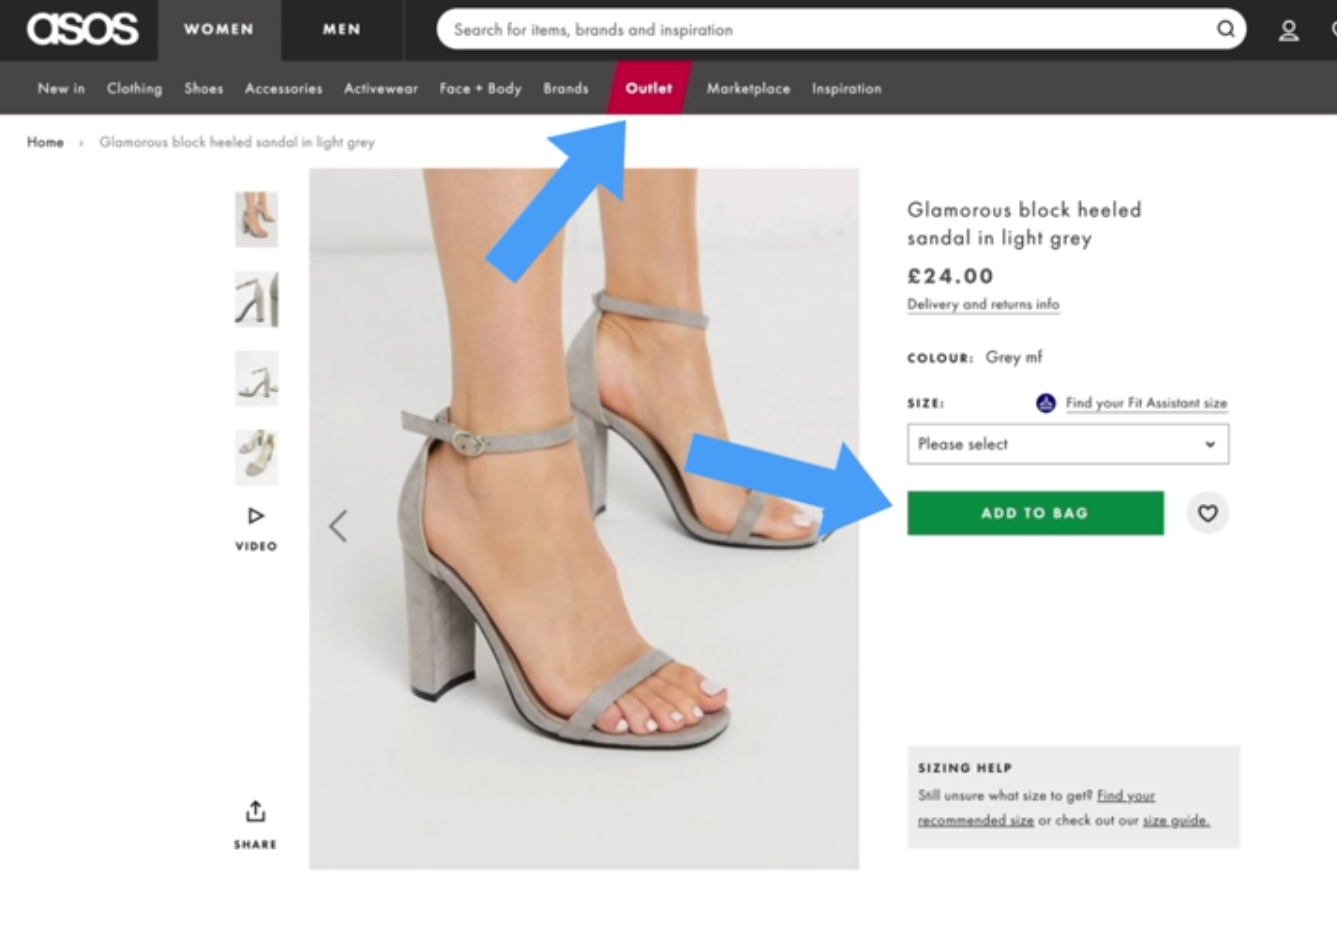 asos
WOMEN
MEN
Search for items, brands and inspiration
New in
Clothing
Shoes
Accessories
Activewear
Face + Body
Brands
Outlet
Marketplace
Inspiration
Home › Glamorous block heeled sandal in light grey
VIDEO
SHARE
Glamorous block heeled
sandal in light grey
£24.00
Delivery and returns info
COLOUR: Grey mf
SIZE:
Find your Fit Assistant size
Please select
ADD TO BAG
SIZING HELP
Still unsure what size to get? Find your
recommended size or check out our size guide.